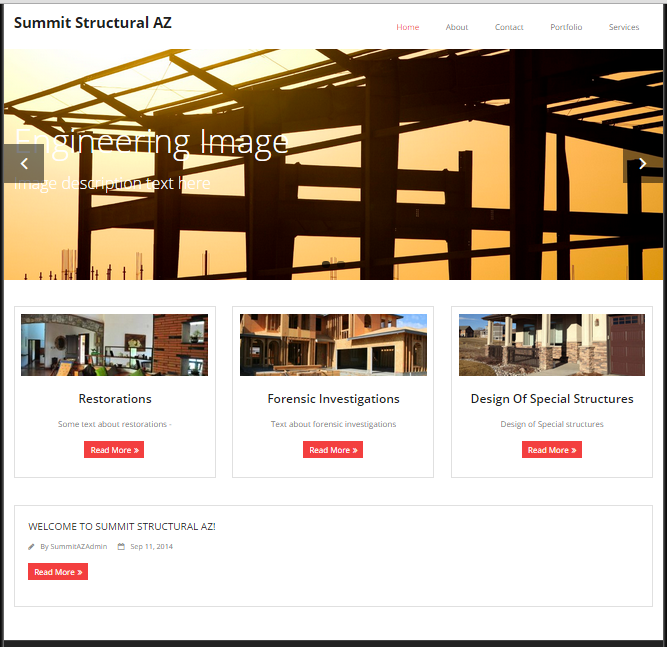 Summit Structural AZ
Home About Contact Portfolio Services
Engineering Image
Image description text here
Restorations Forensic Investigations Design Of Special Structures
Some text about restorations - Text about forensic investigations Design of Special structures
Read More » Read More » Read More »
WELCOME TO SUMMIT STRUCTURAL AZ!
By SummitAZAdmin Sep 11, 2014
Read More »